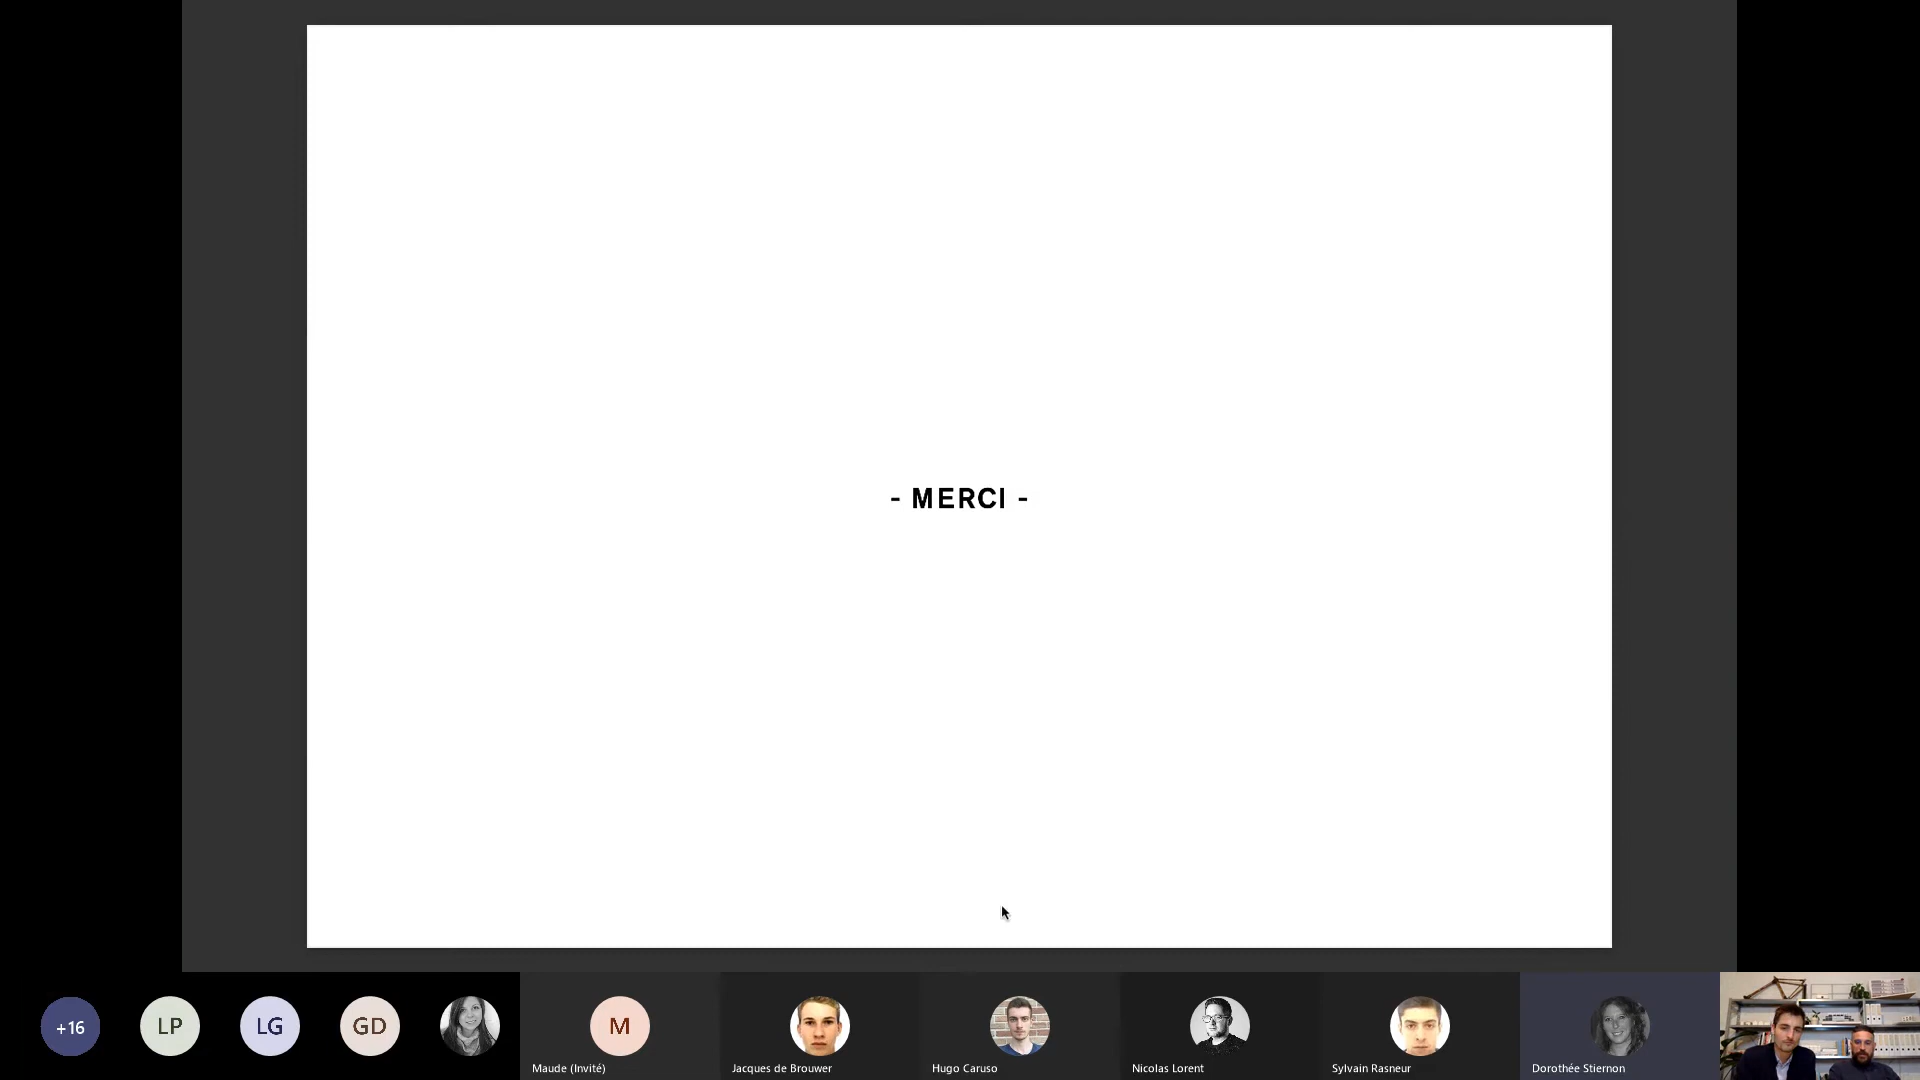 - MERCI -
+16
LP
LG
GD
M
Maude (Invité)
Jacques de Brouwer
Hugo Caruso
Nicolas Lorent
Sylvain Rasneur
Dorothée Stiernon